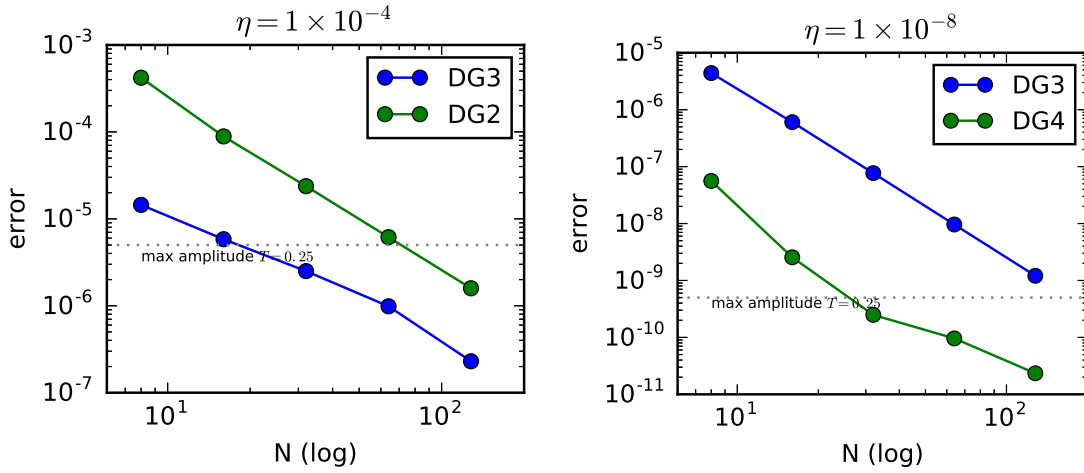 η = 1 × 10⁻⁴
10⁻³
10⁻⁴
10⁻⁵
10⁻⁶
10⁻⁷
error
DG3
DG2
max amplitude T = 0.25
10¹
10²
N (log)
η = 1 × 10⁻⁸
10⁻⁵
10⁻⁶
10⁻⁷
10⁻⁸
10⁻⁹
10⁻¹⁰
10⁻¹¹
error
DG3
DG4
max amplitude T = 0.25
10¹
10²
N (log)